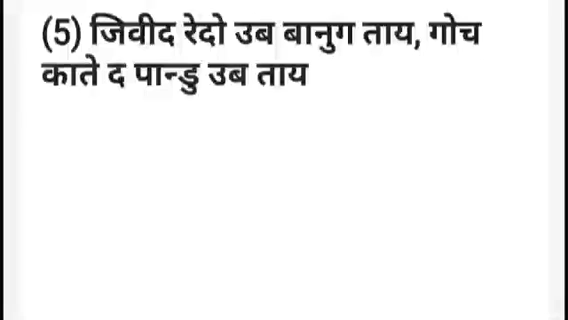 (5) जिवीद रेदो उब बानुग ताय, गोच
काते द पान्डु उब ताय